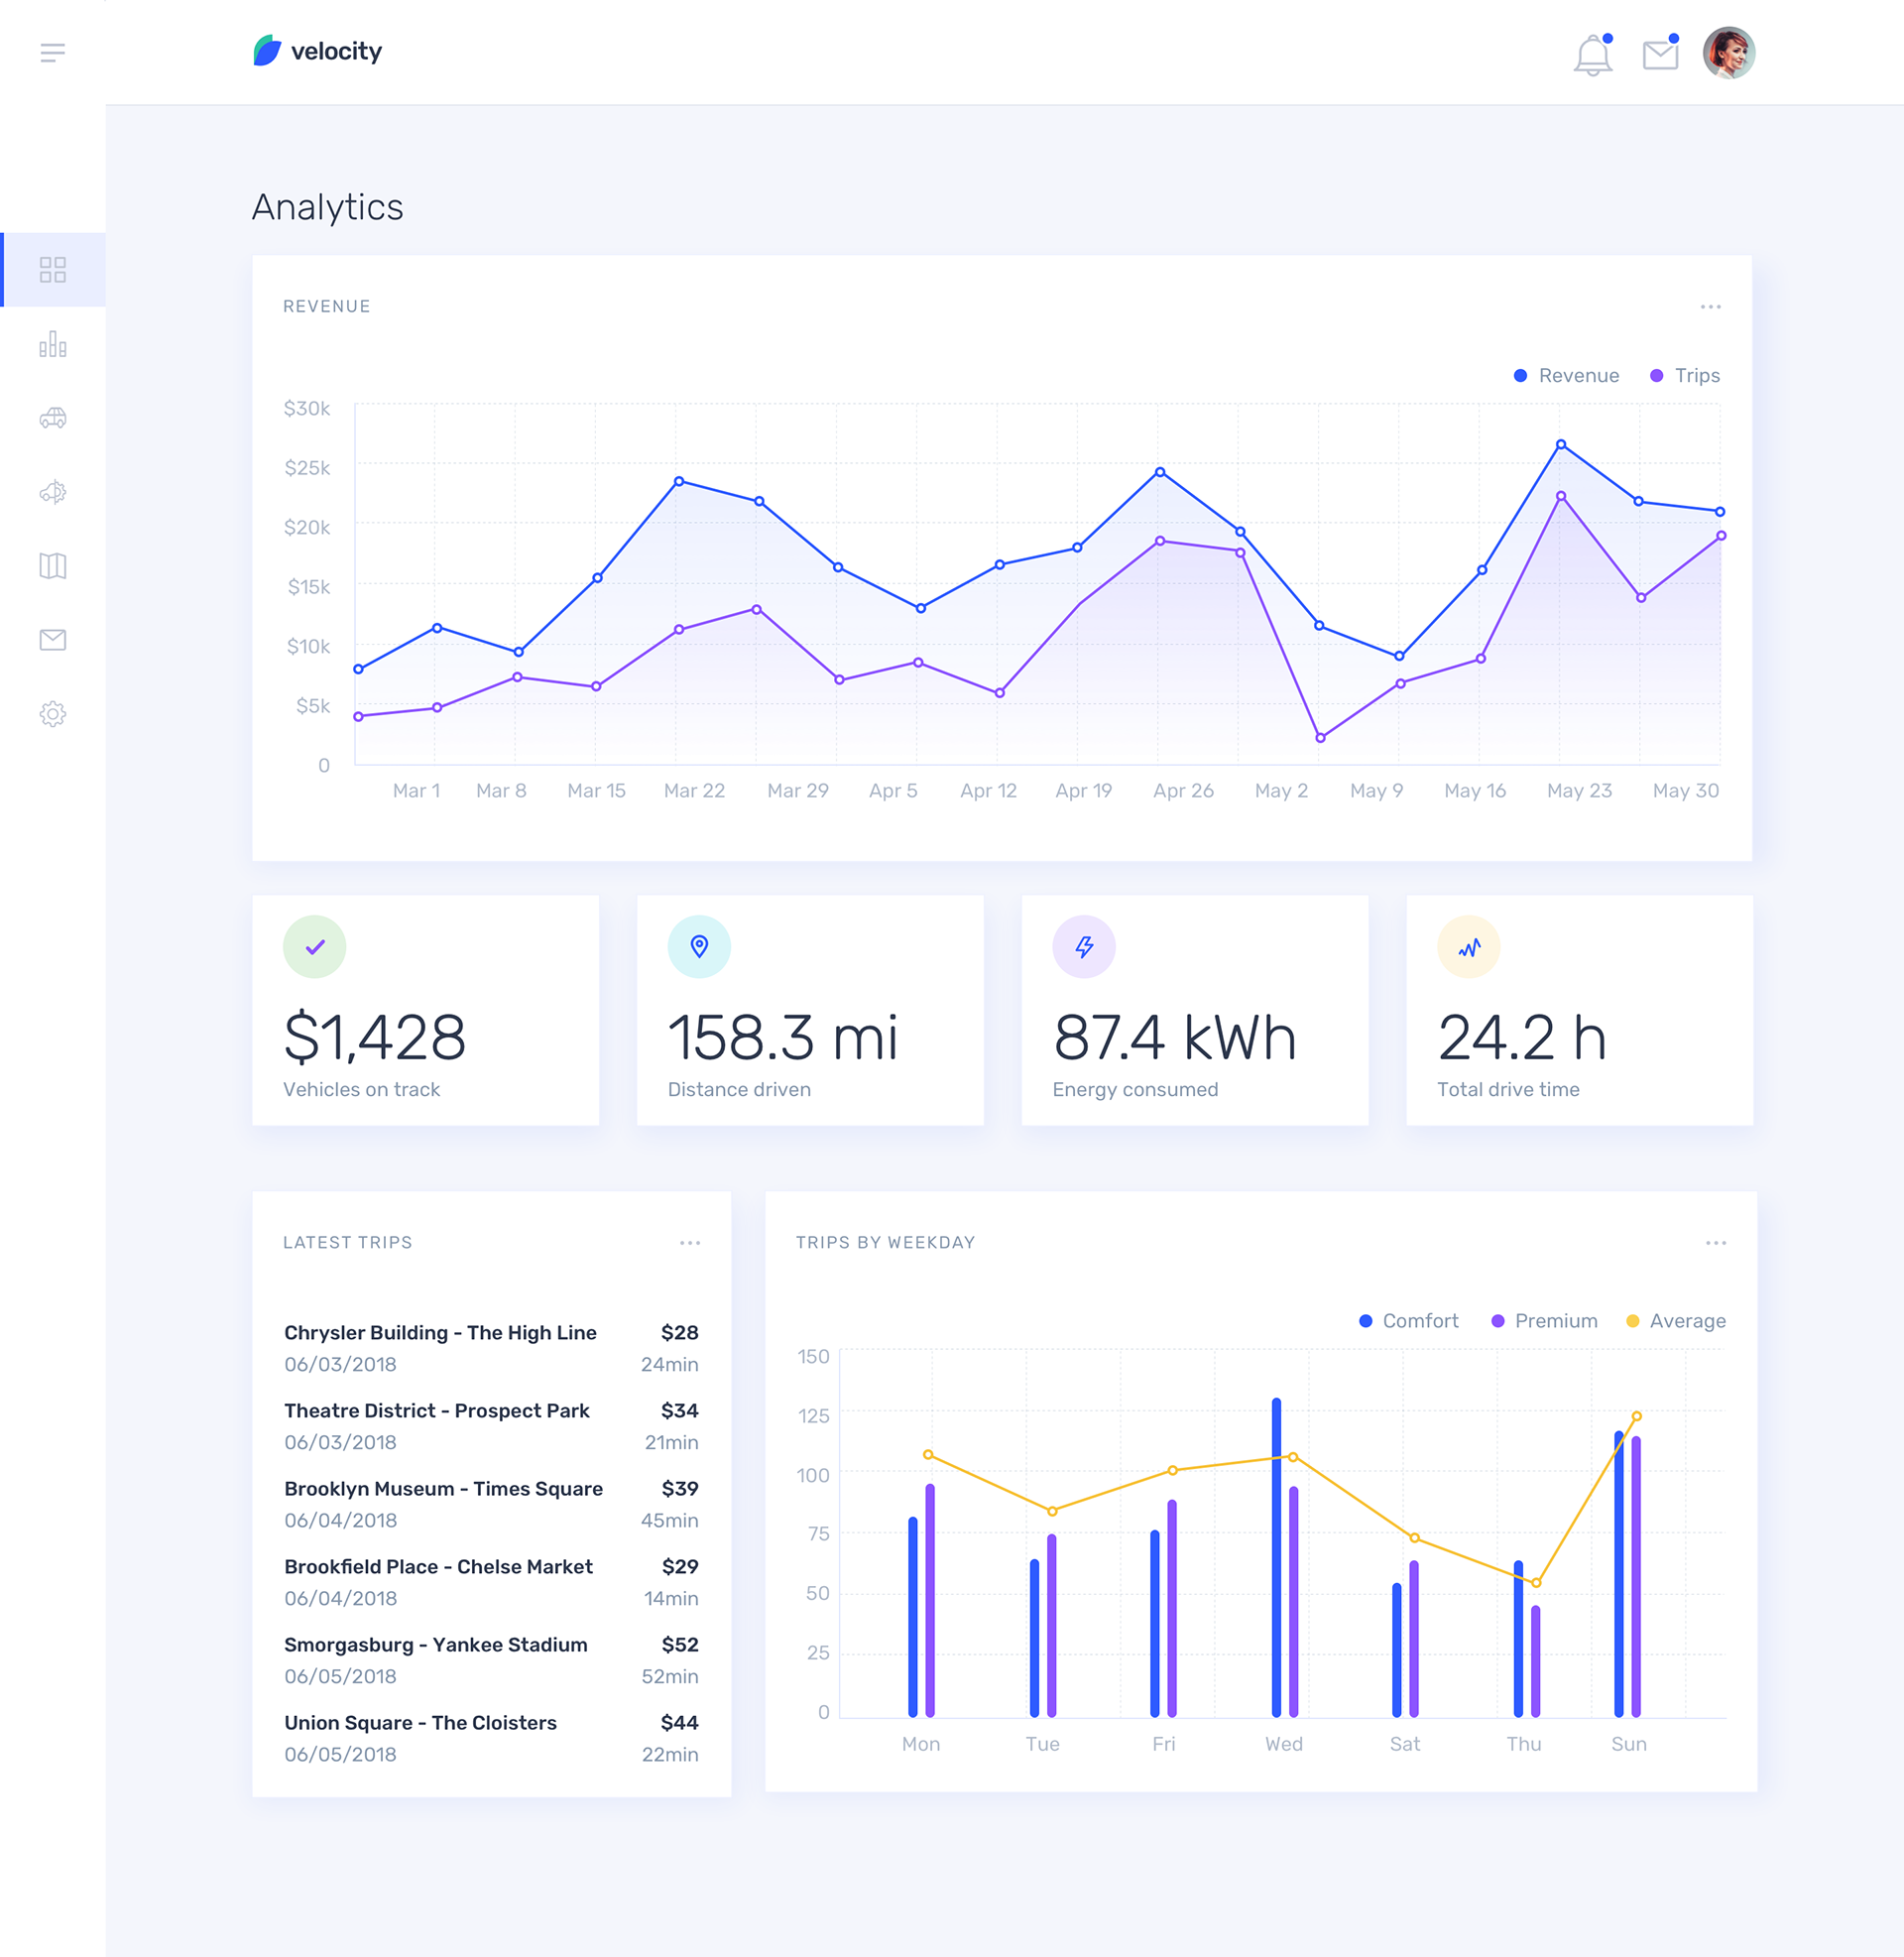 velocity
Analytics
REVENUE
Revenue Trips
$30k
$25k
$20k
$15k
$10k
$5k
0
Mar 1 Mar 8 Mar 15 Mar 22 Mar 29 Apr 5 Apr 12 Apr 19 Apr 26 May 2 May 9 May 16 May 23 May 30
$1,428
Vehicles on track
158.3 mi
Distance driven
87.4 kWh
Energy consumed
24.2 h
Total drive time
LATEST TRIPS
Chrysler Building - The High Line $28
06/03/2018 24min
Theatre District - Prospect Park $34
06/03/2018 21min
Brooklyn Museum - Times Square $39
06/04/2018 45min
Brookfield Place - Chelse Market $29
06/04/2018 14min
Smorgasburg - Yankee Stadium $52
06/05/2018 52min
Union Square - The Cloisters $44
06/05/2018 22min
TRIPS BY WEEKDAY
Comfort Premium Average
150
125
100
75
50
25
0
Mon Tue Fri Wed Sat Thu Sun